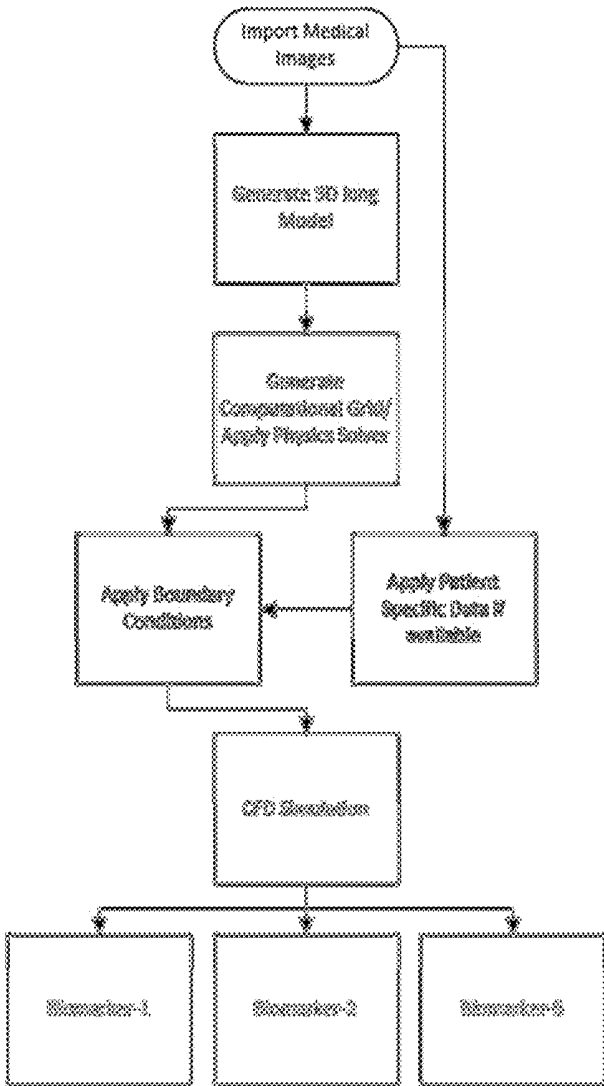 Import Medical
Images
Generate 3D lung
Model
Generate
Computational Grid/
Apply Physics Solver
Apply Boundary
Conditions
Apply Patient
Specific Data if
available
CFD Simulation
Biomarker-1
Biomarker-2
Biomarker-